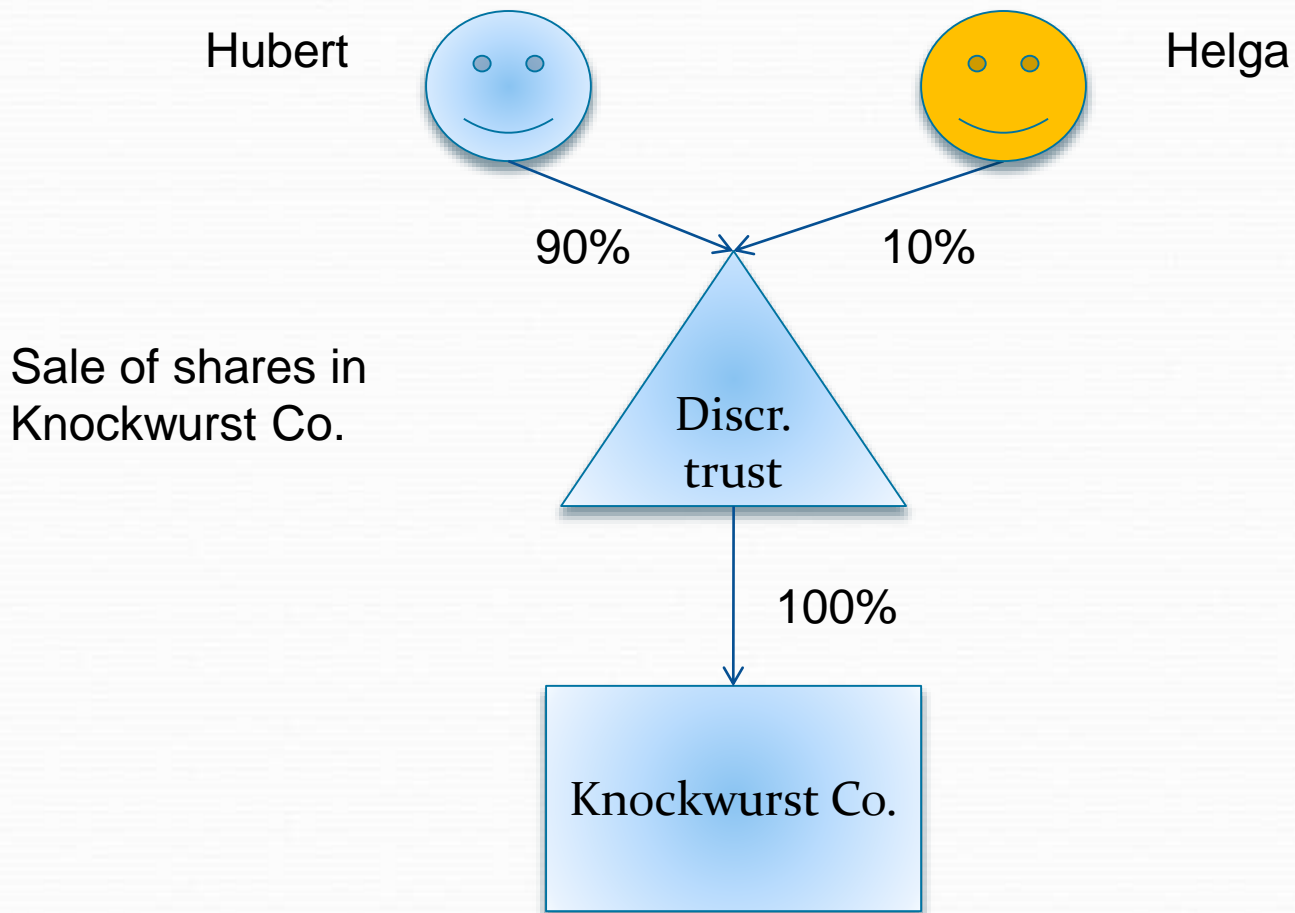 Hubert
Helga
90%
10%
Sale of shares in
Knockwurst Co.
Discr.
trust
100%
Knockwurst Co.